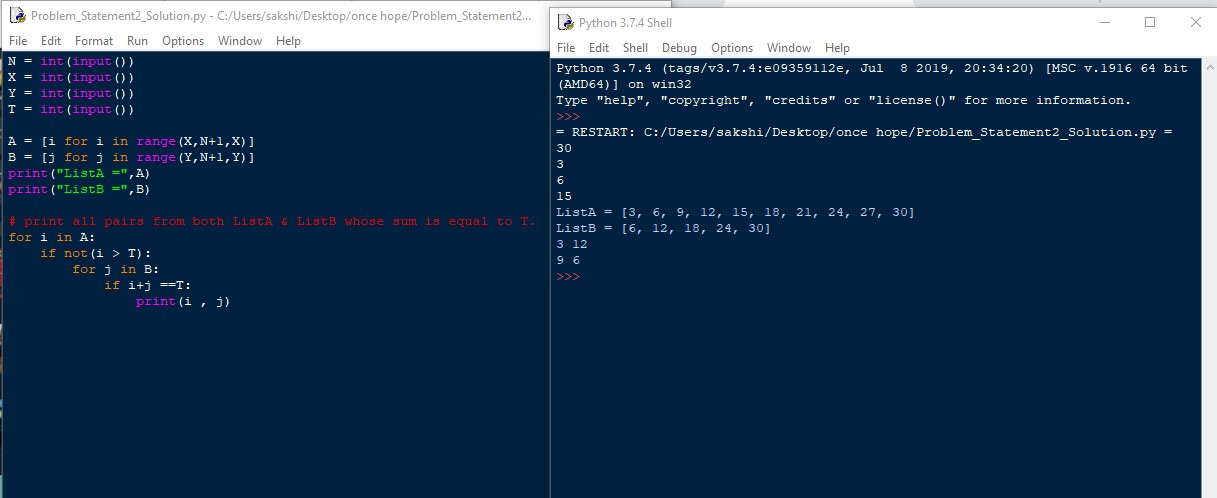 Problem_Statement2_Solution.py - C:/Users/sakshi/Desktop/once hope/Problem_Statement2...
File Edit Format Run Options Window Help
N = int(input())
X = int(input())
Y = int(input())
T = int(input())
A = [i for i in range(X,N+1,X)]
B = [j for j in range(Y,N+1,Y)]
print("ListA =",A)
print("ListB =",B)
# print all pairs from both ListA & ListB whose sum is equal to T.
for i in A:
    if not(i > T):
        for j in B:
            if i+j ==T:
                print(i , j)
Python 3.7.4 Shell
File Edit Shell Debug Options Window Help
Python 3.7.4 (tags/v3.7.4:e09359112e, Jul  8 2019, 20:34:20) [MSC v.1916 64 bit
(AMD64)] on win32
Type "help", "copyright", "credits" or "license()" for more information.
>>>
= RESTART: C:/Users/sakshi/Desktop/once hope/Problem_Statement2_Solution.py =
30
3
6
15
ListA = [3, 6, 9, 12, 15, 18, 21, 24, 27, 30]
ListB = [6, 12, 18, 24, 30]
3 12
9 6
>>>